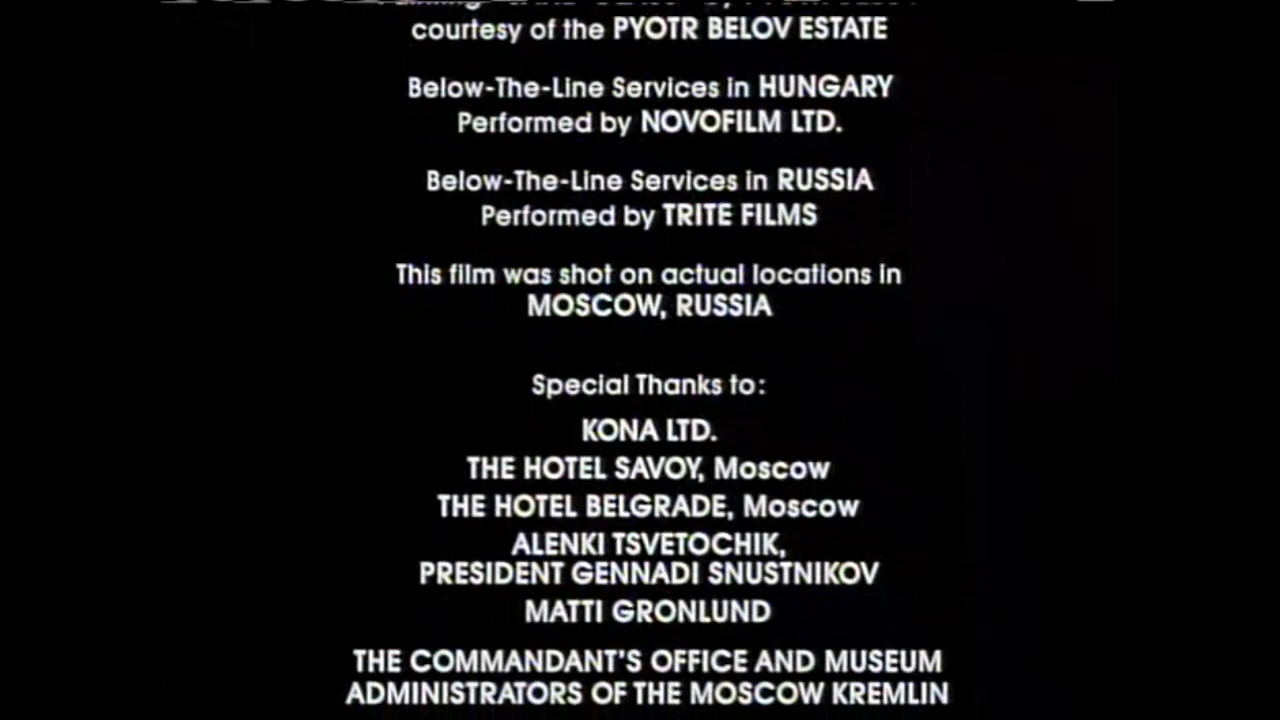 courtesy of the PYOTR BELOV ESTATE
Below-The-Line Services in HUNGARY
Performed by NOVOFILM LTD.
Below-The-Line Services in RUSSIA
Performed by TRITE FILMS
This film was shot on actual locations in
MOSCOW, RUSSIA
Special Thanks to:
KONA LTD.
THE HOTEL SAVOY, Moscow
THE HOTEL BELGRADE, Moscow
ALENKI TSVETOCHIK,
PRESIDENT GENNADI SNUSTNIKOV
MATTI GRONLUND
THE COMMANDANT'S OFFICE AND MUSEUM
ADMINISTRATORS OF THE MOSCOW KREMLIN